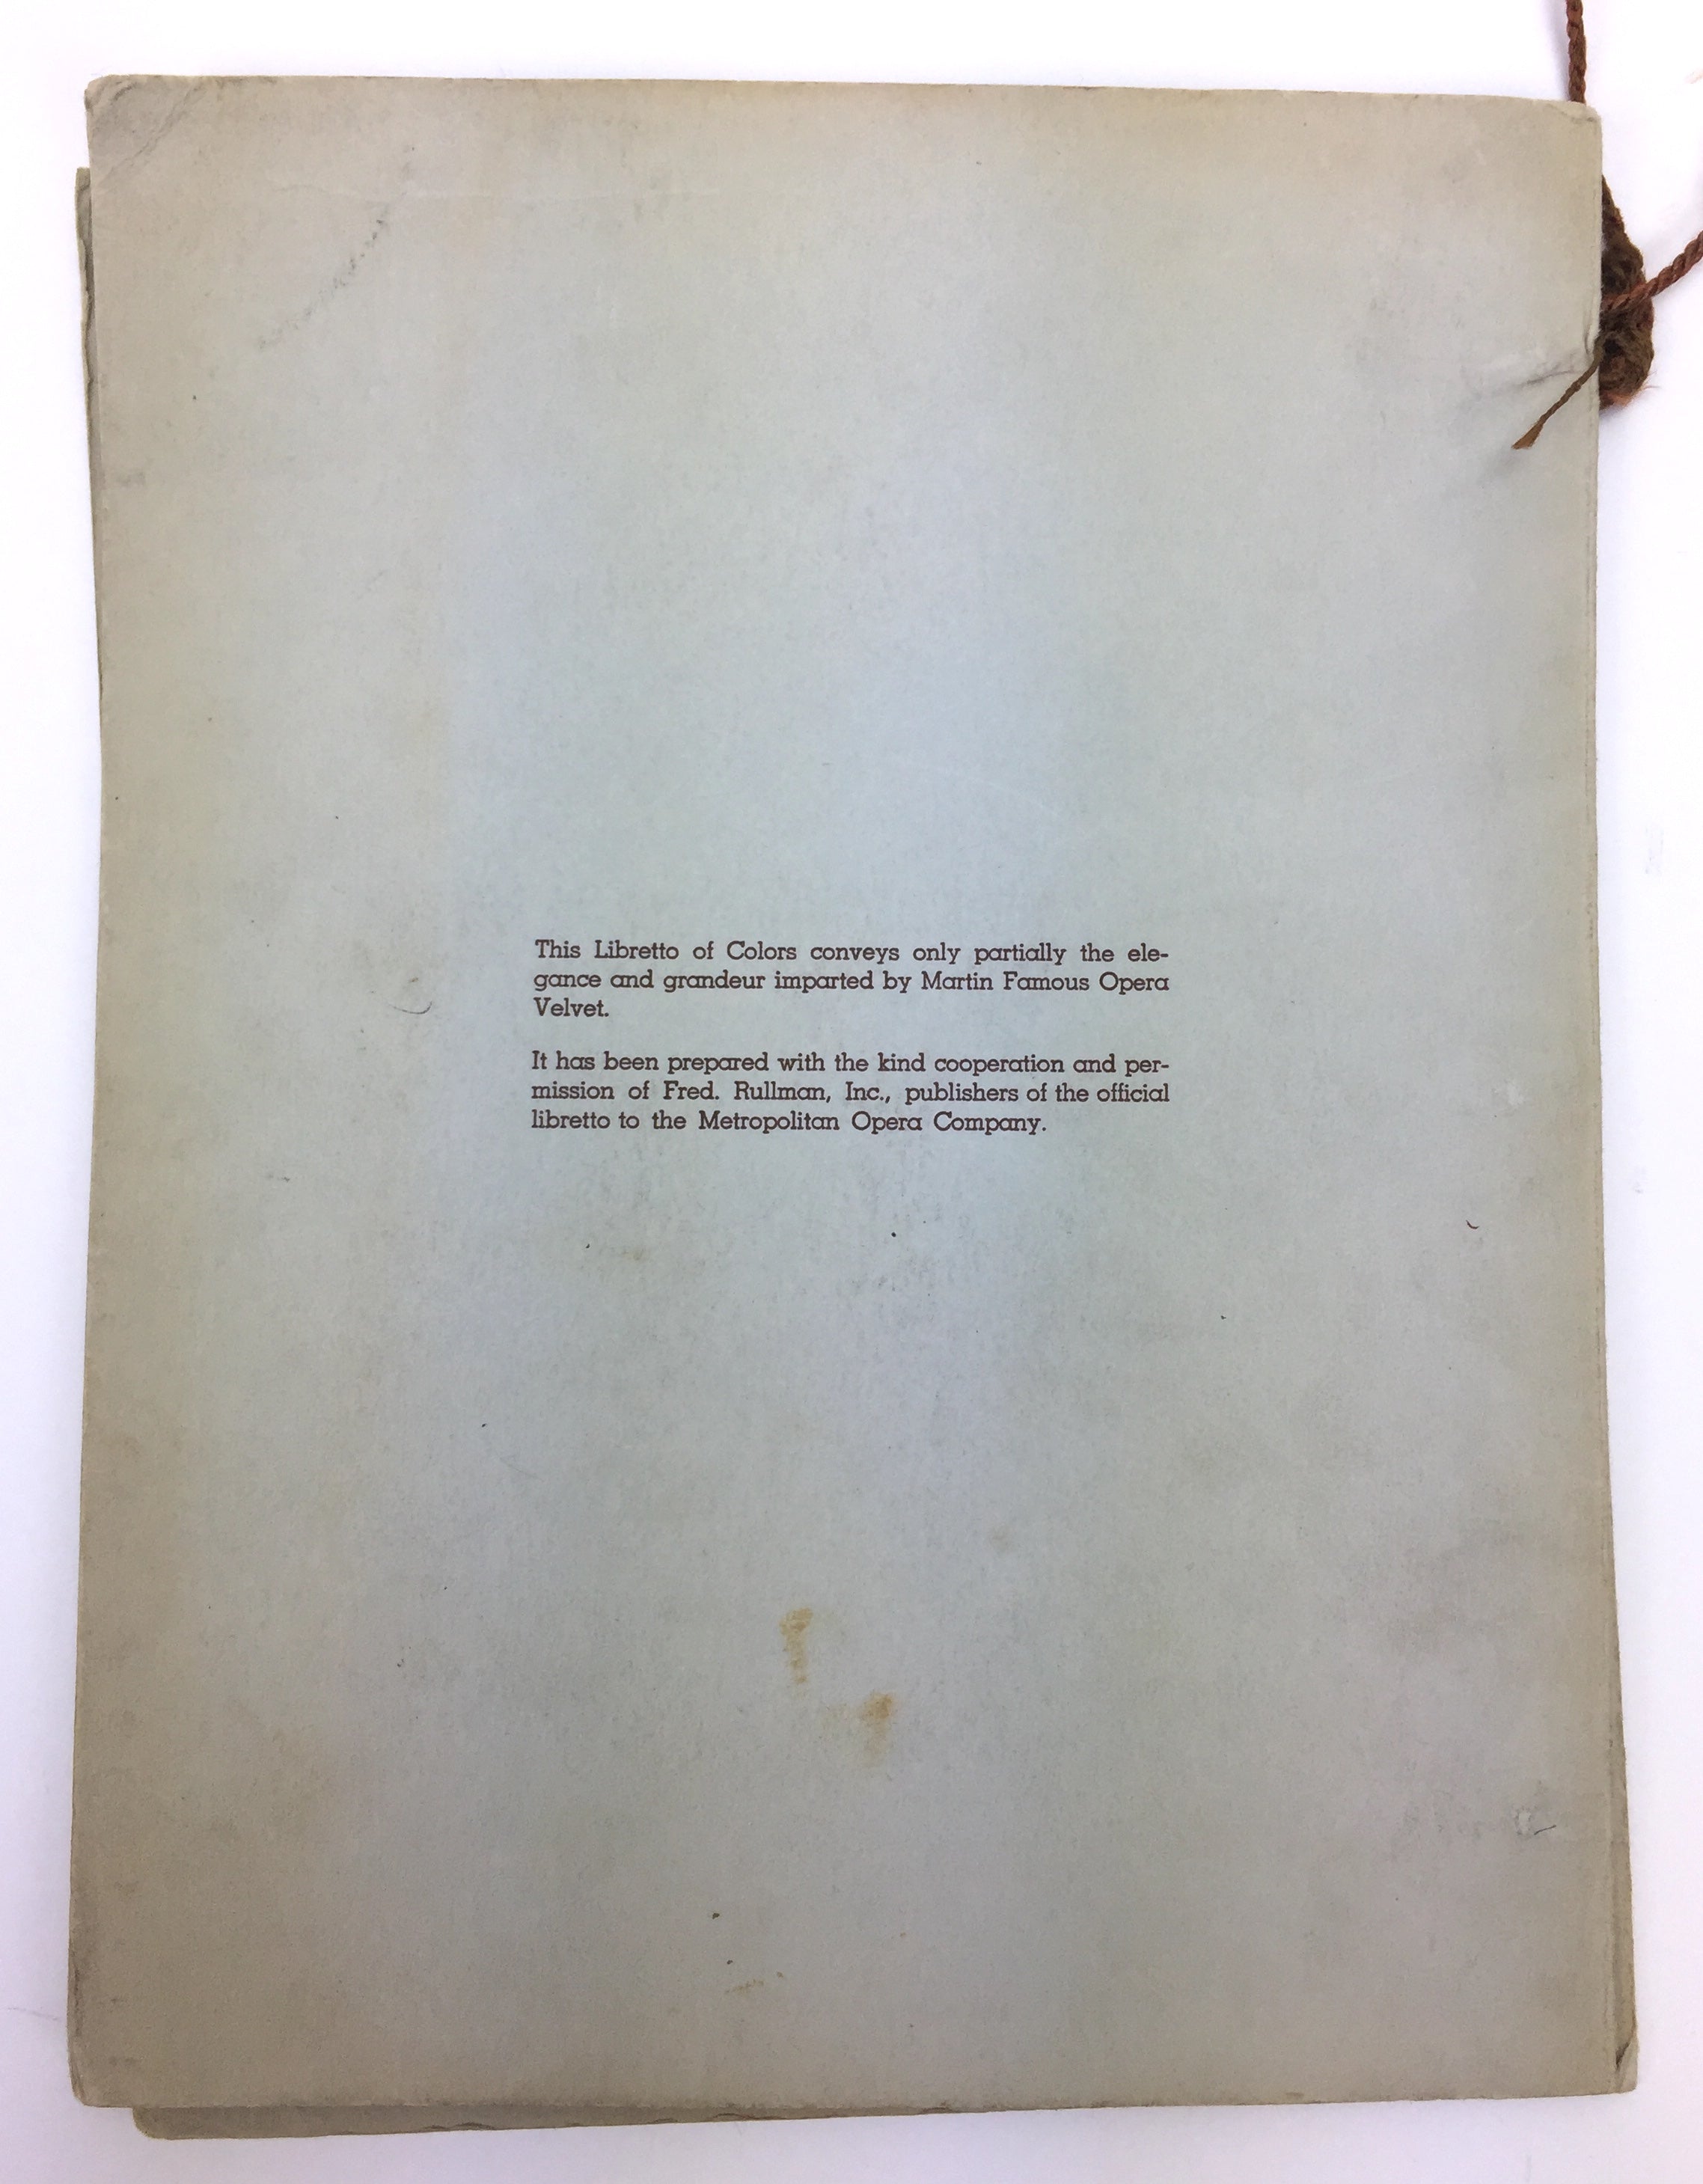 This Libretto of Colors conveys only partially the ele-
gance and grandeur imparted by Martin Famous Opera
Velvet.
It has been prepared with the kind cooperation and per-
mission of Fred. Rullman, Inc., publishers of the official
libretto to the Metropolitan Opera Company.